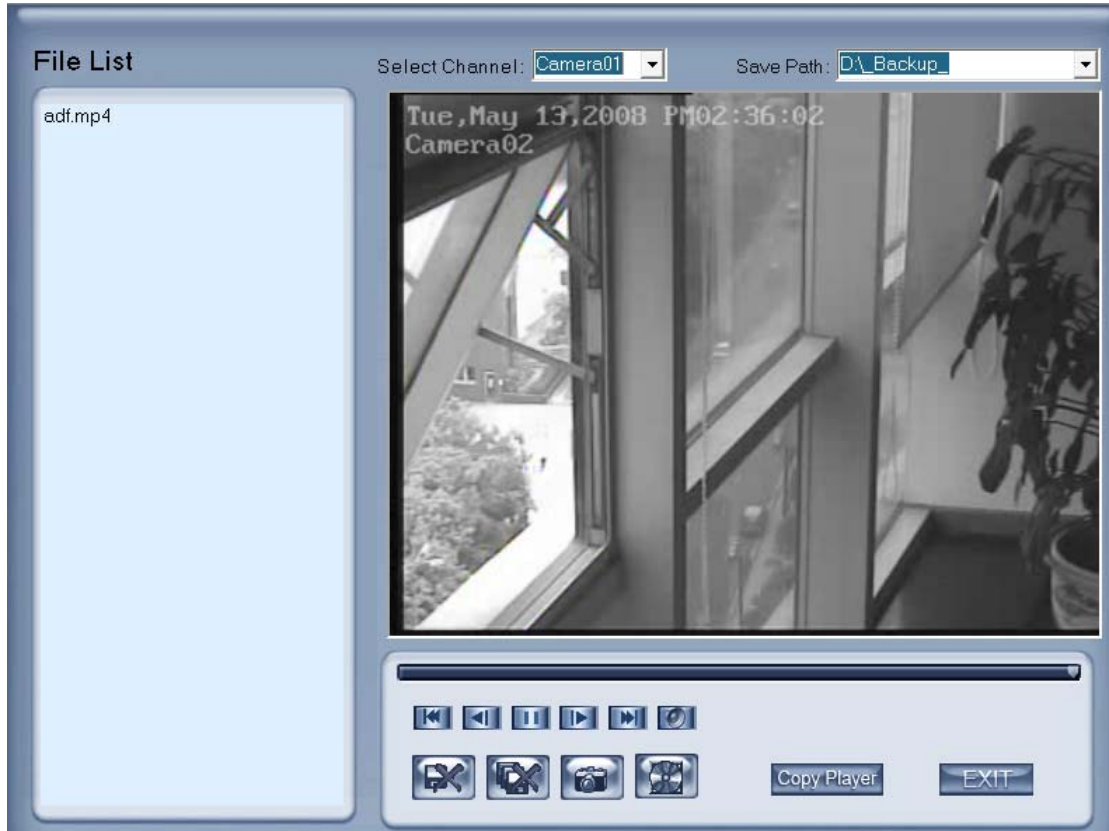 File List
Select Channel: Camera01
Save Path: D:\_Backup_
adf.mp4
Tue,May 13,2008 PM02:36:02
Camera02
Copy Player
EXIT